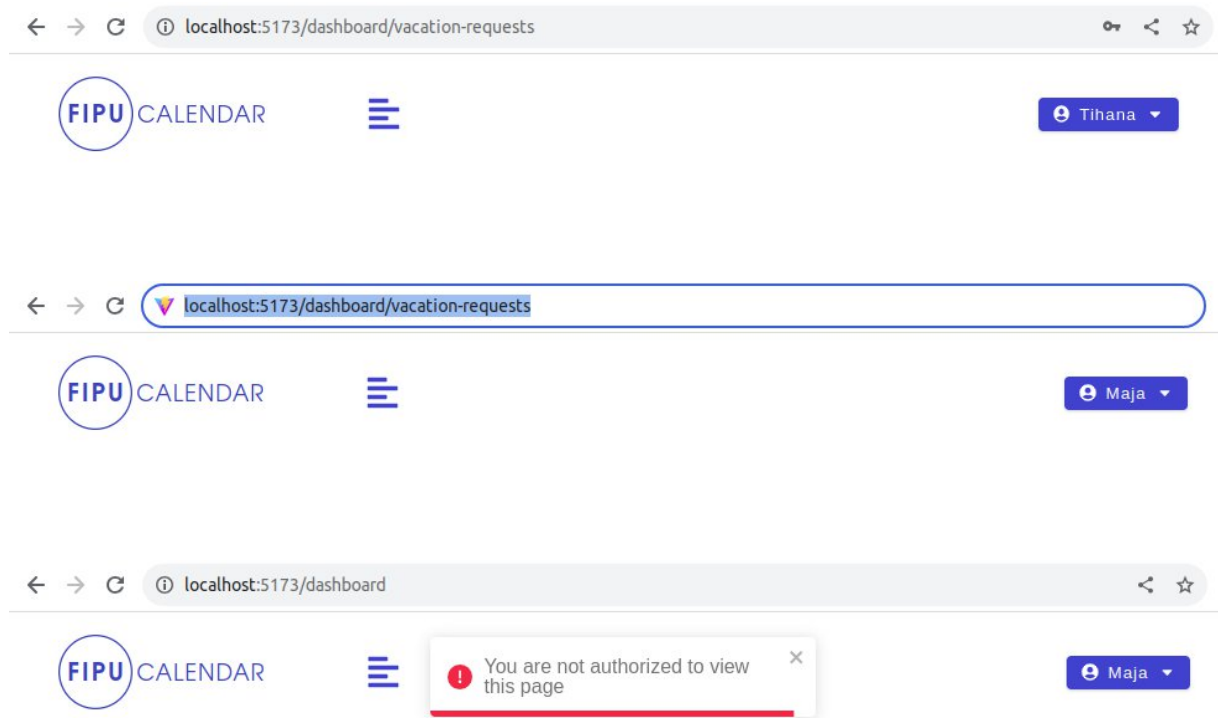 localhost:5173/dashboard/vacation-requests
FIPU CALENDAR
Tihana
localhost:5173/dashboard/vacation-requests
FIPU CALENDAR
Maja
localhost:5173/dashboard
FIPU CALENDAR
You are not authorized to view
this page
Maja